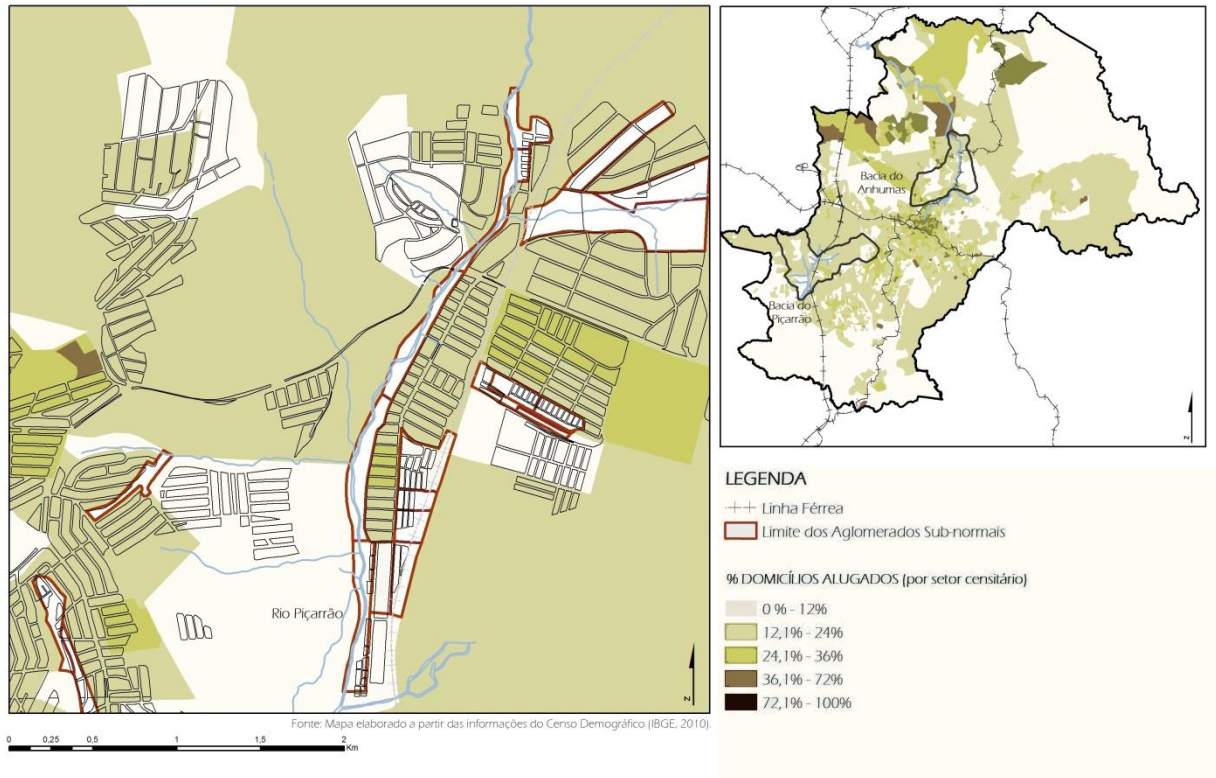 Rio Piçarrão
N
Fonte: Mapa elaborado a partir das informações do Censo Demográfico (IBGE, 2010).
0 0,25 0,5 1 1,5 2
Km
Bacia do
Anhumas
Bacia do
Piçarrão
N
LEGENDA
Linha Férrea
Limite dos Aglomerados Sub-normais
% DOMICÍLIOS ALUGADOS (por setor censitário)
0 % - 12%
12,1% - 24%
24,1% - 36%
36,1% - 72%
72,1% - 100%